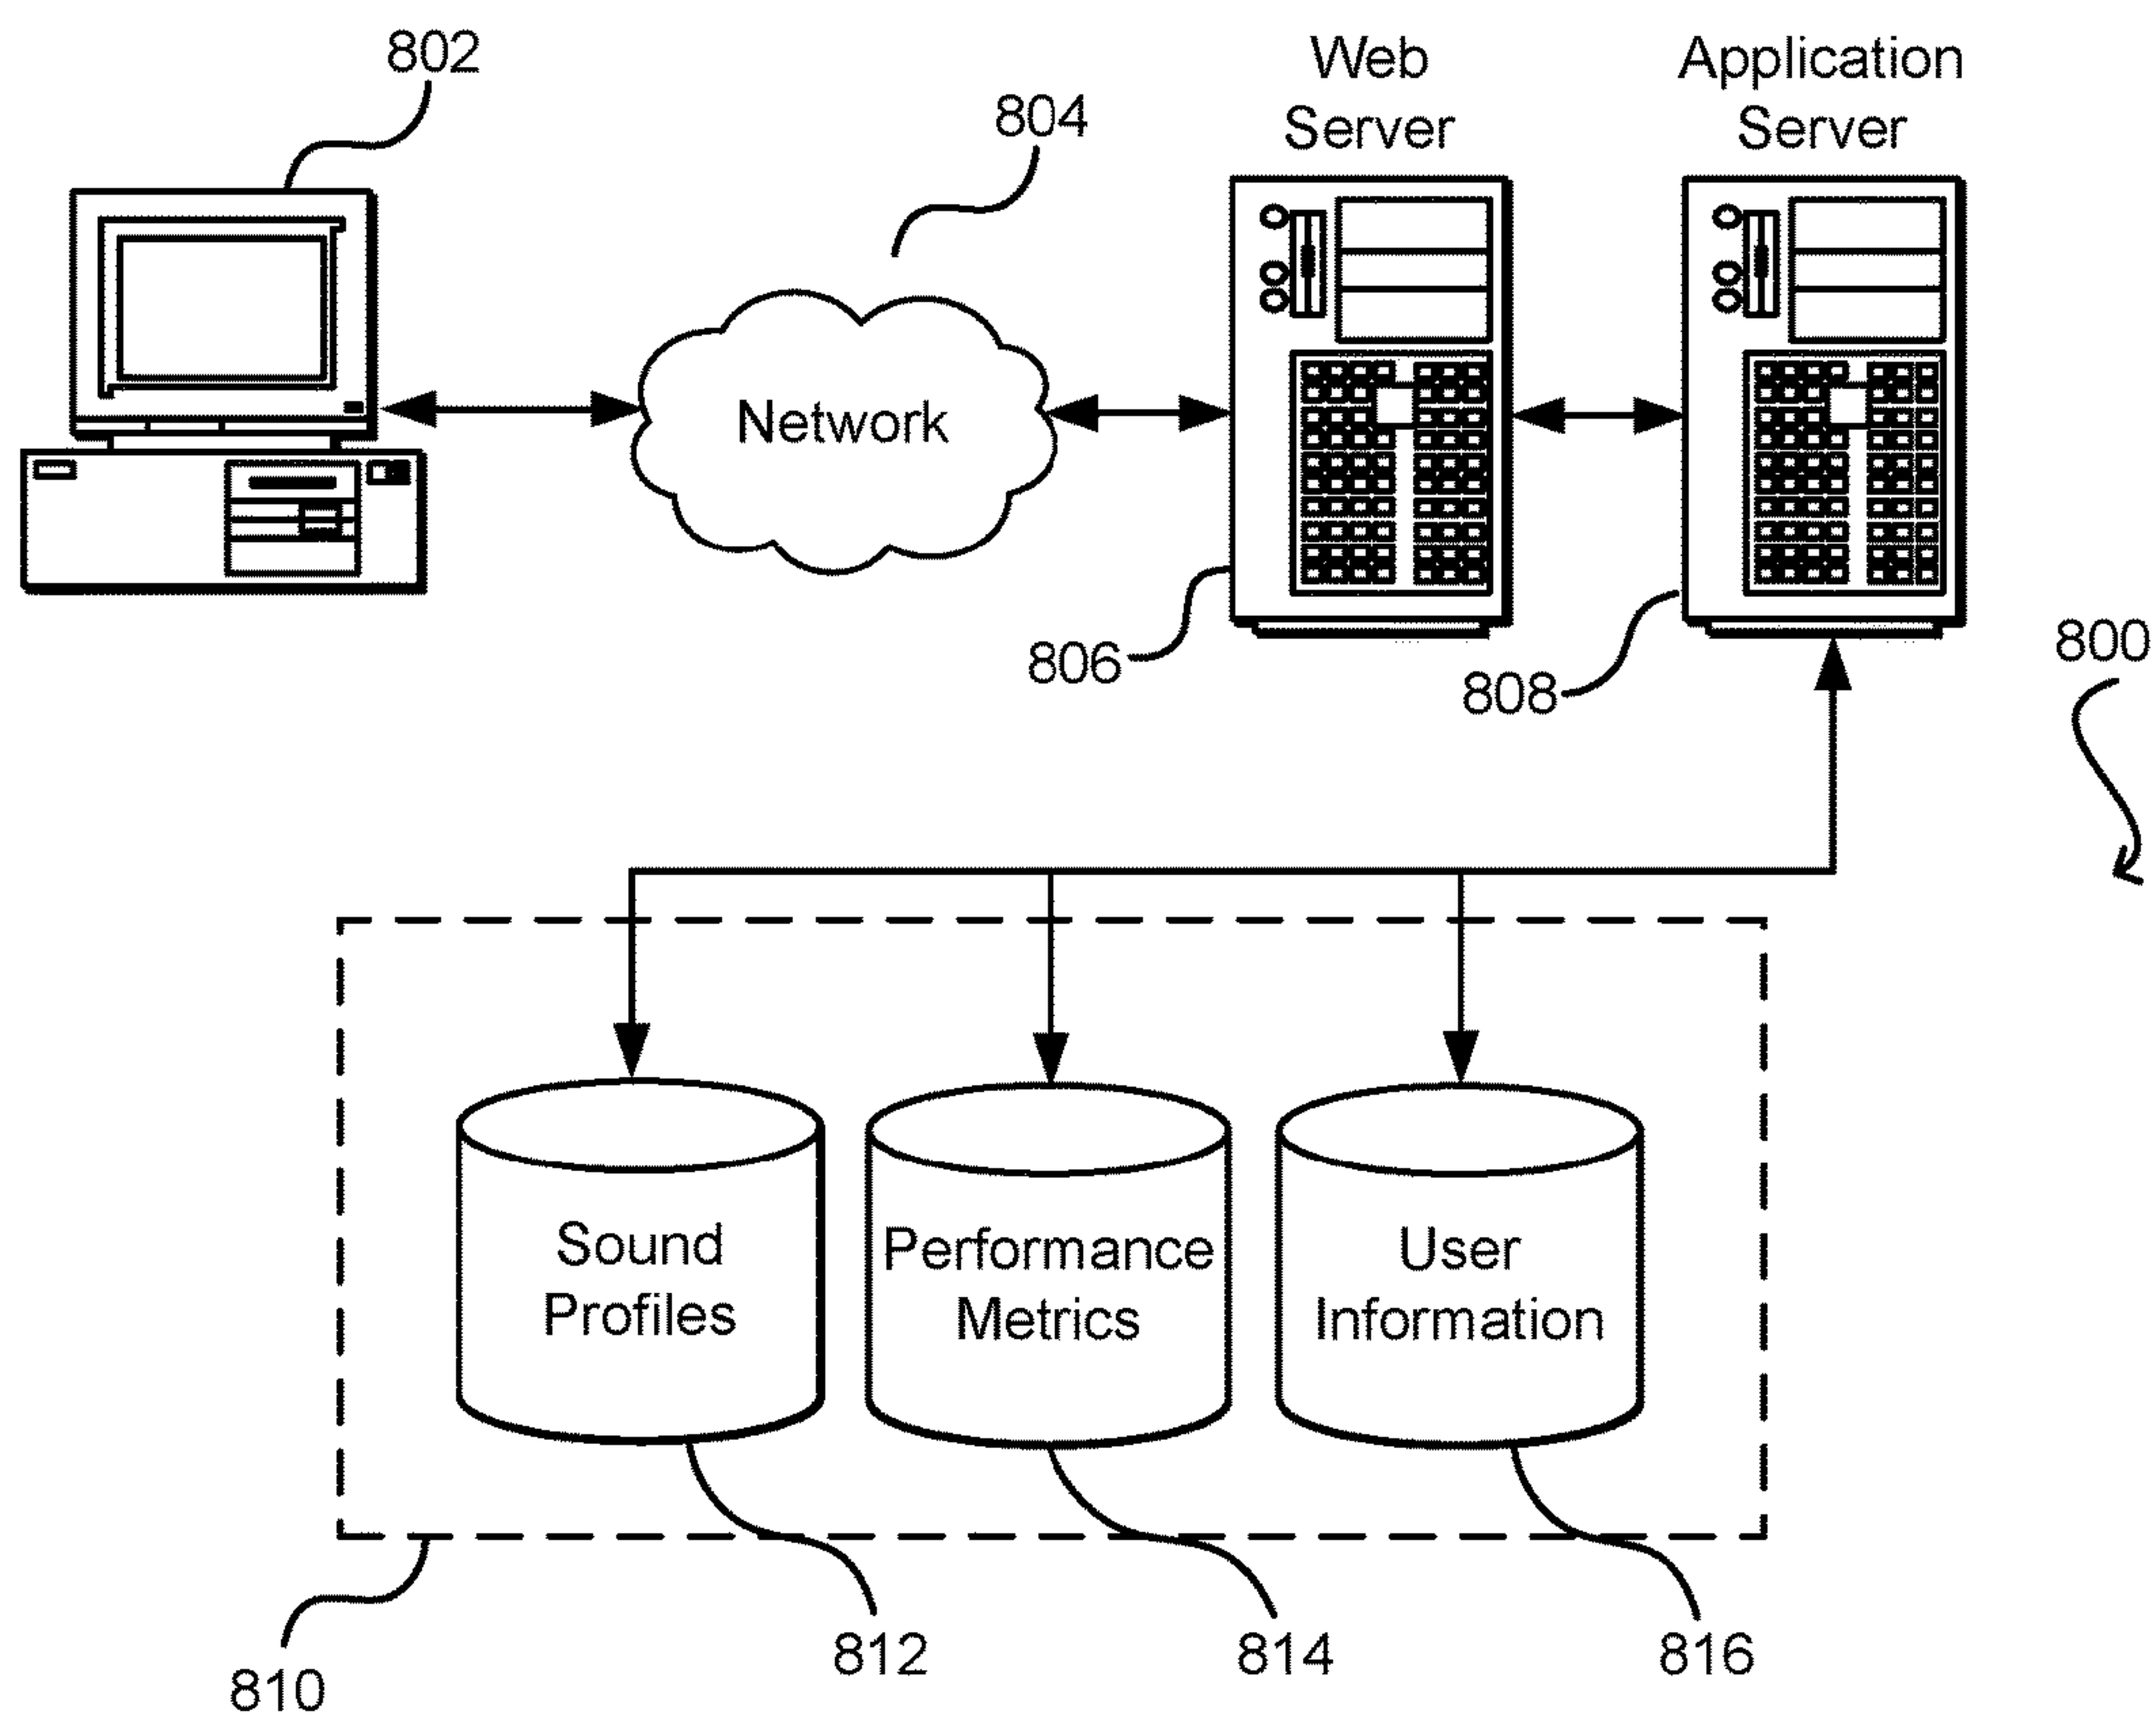 802
804
Web
Server
Application
Server
Network
806
808
800
Sound
Profiles
Performance
Metrics
User
Information
810
812
814
816